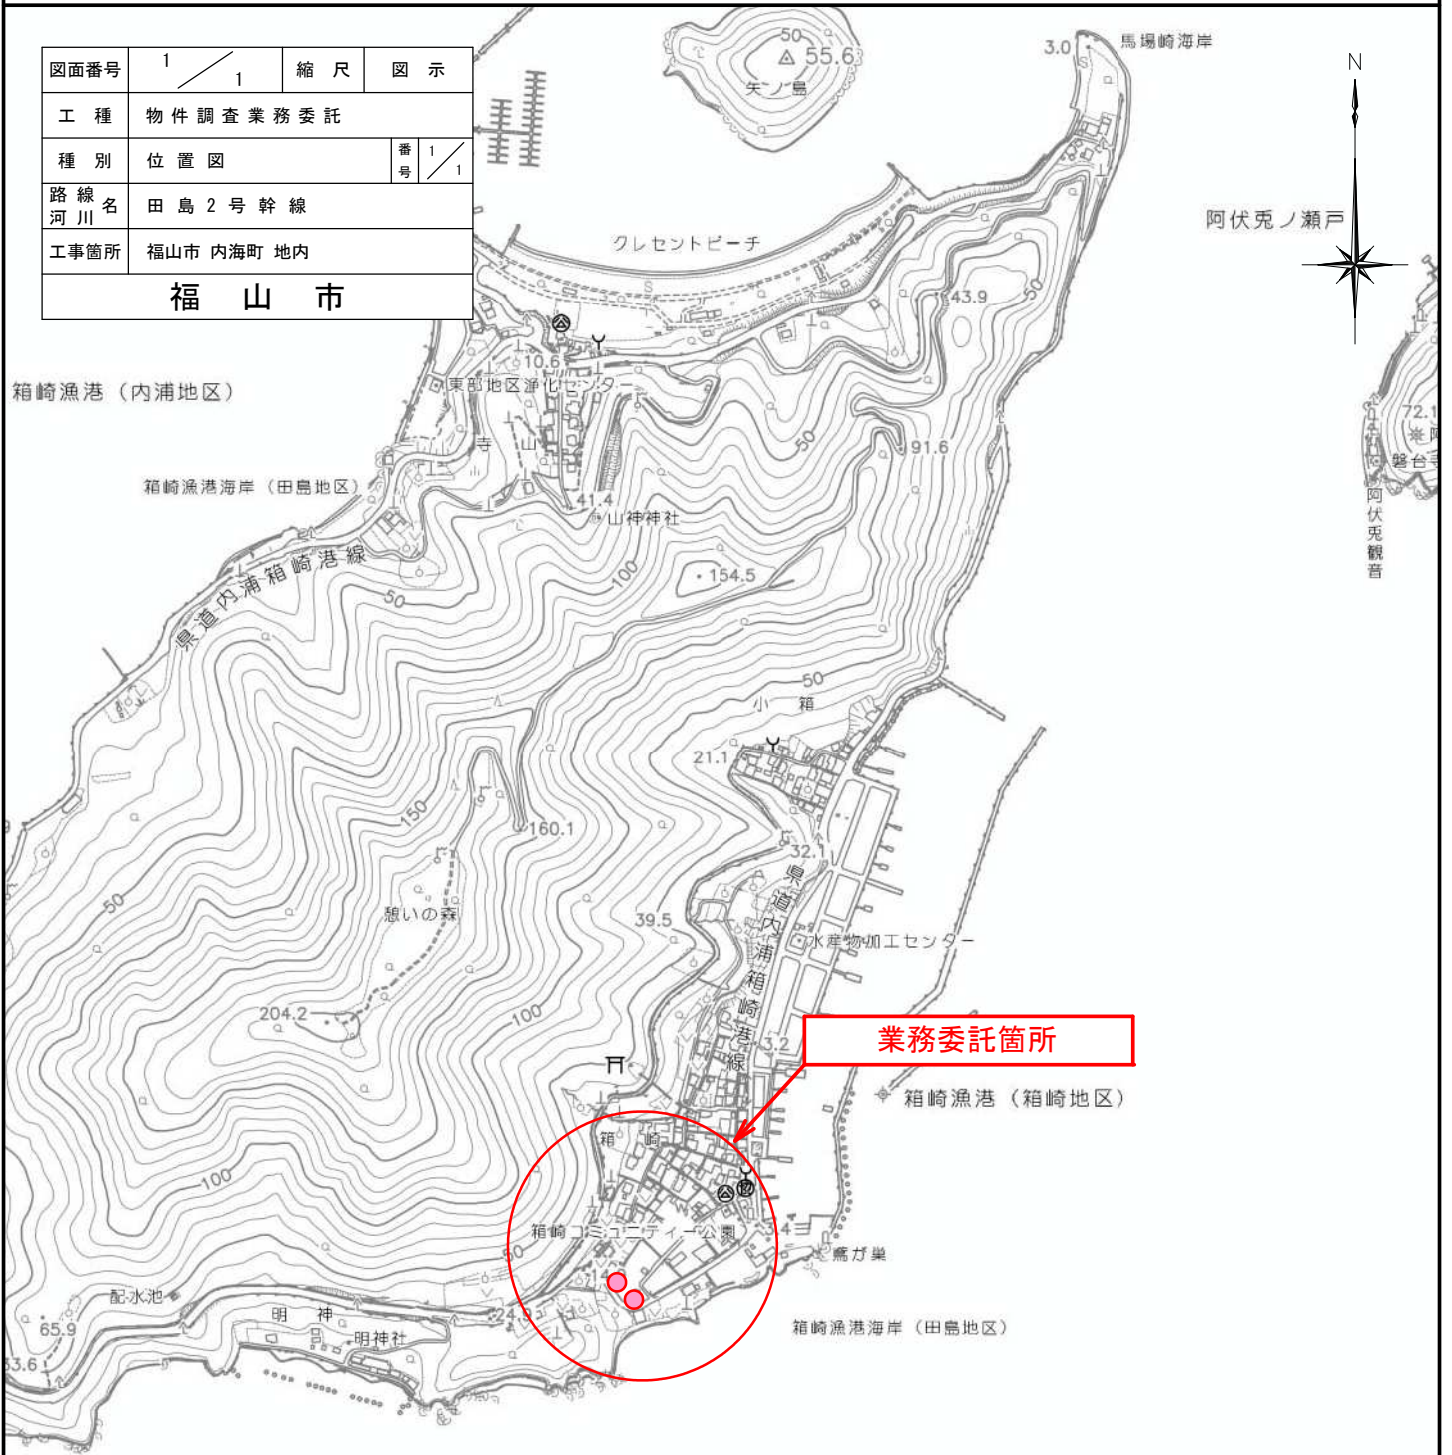 図面番号 1/1 縮尺 図示
工種 物件調査業務委託
種別 位置図 番号 1/1
路線河川名 田島2号幹線
工事箇所 福山市 内海町 地内
福山市
50
55.6
矢ノ島
3.0
馬場崎海岸
N
阿伏兎ノ瀬戸
クレセントビーチ
43.9
50
箱崎漁港（内浦地区）
10.6
東部地区浄化センター
寺山
50
91.6
72.1
磐台寺
阿伏兎観音
箱崎漁港海岸（田島地区）
41.4
山神神社
県道内浦箱崎港線
100
154.5
50
50
小箱
21.1
150
160.1
32.1
県道内浦箱崎港線
50
憩いの森
39.5
水産物加工センター
204.2
100
3.2
業務委託箇所
箱崎漁港（箱崎地区）
箱崎
100
箱崎コミュニティー公園
50
鳶が巣
配水池
明神
24.9
明神社
65.9
33.6
箱崎漁港海岸（田島地区）